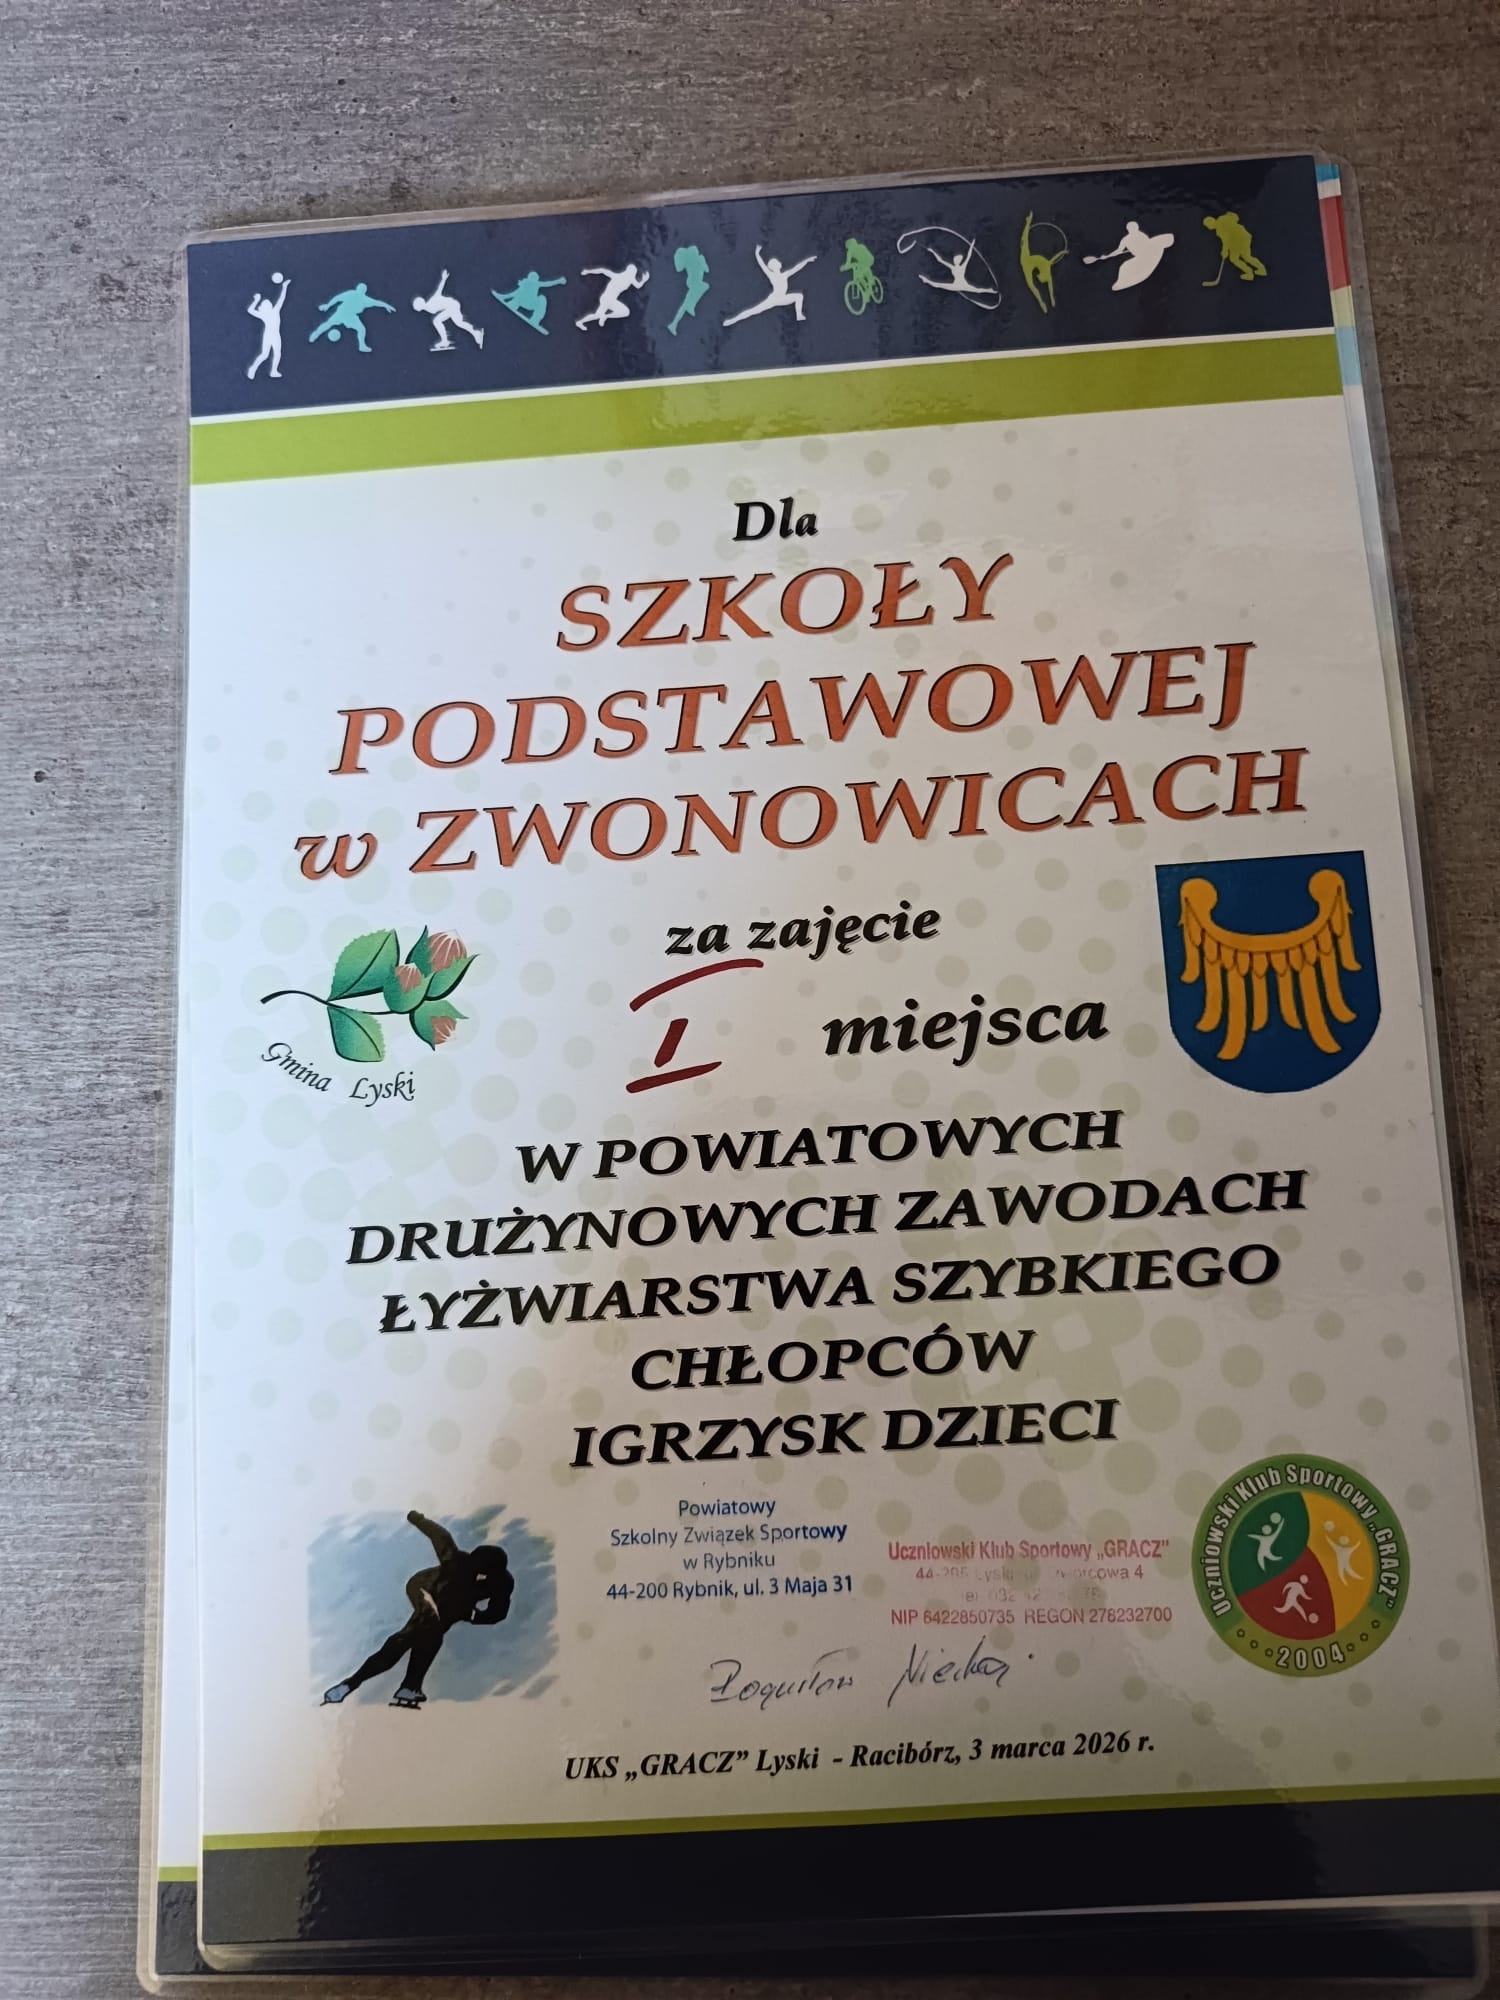 Dla
SZKOŁY
PODSTAWOWEJ
w ZWONOWICACH
za zajęcie
I miejsca
Gmina Lyski
W POWIATOWYCH
DRUŻYNOWYCH ZAWODACH
ŁYŻWIARSTWA SZYBKIEGO
CHŁOPCÓW
IGRZYSK DZIECI
Powiatowy
Szkolny Związek Sportowy
w Rybniku
44-200 Rybnik, ul. 3 Maja 31
Uczniowski Klub Sportowy „GRACZ"
NIP 6422850735 REGON 278232700
Uczniowski Klub Sportowy „GRACZ"
2004
UKS „GRACZ” Lyski - Racibórz, 3 marca 2026 r.